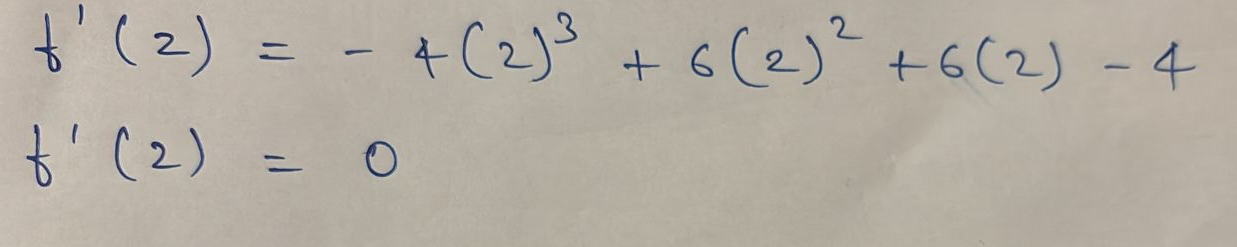 f'(2) = - 4(2)³ + 6(2)² + 6(2) - 4
f'(2) = 0